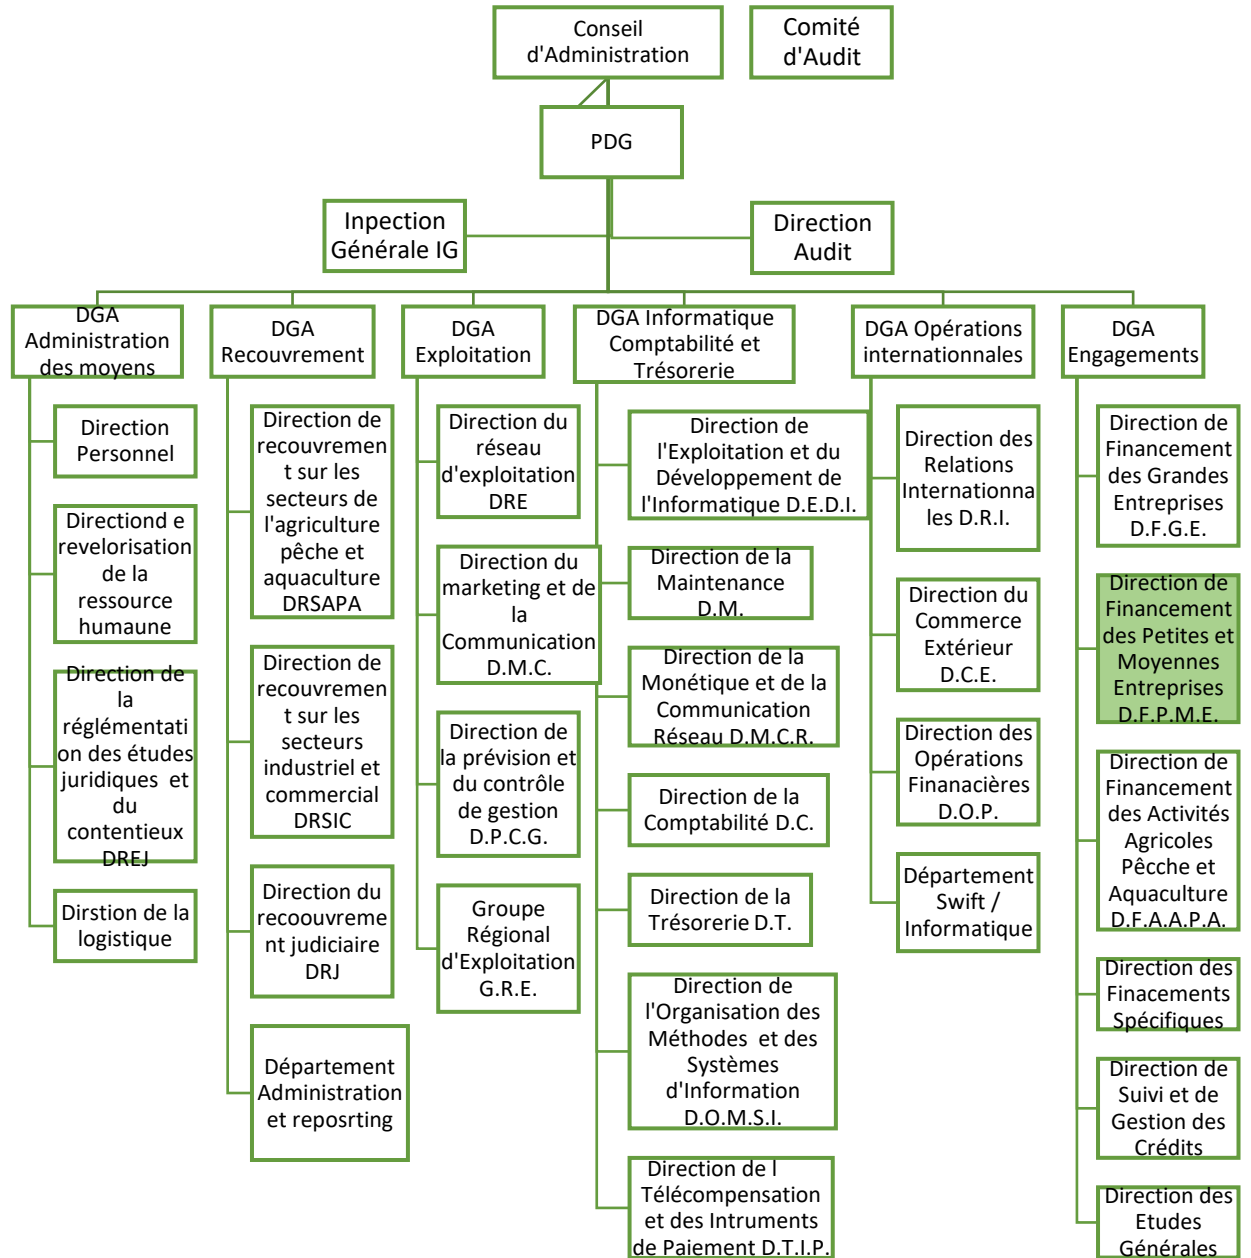 Conseil
d'Administration
Comité
d'Audit
PDG
Inpection
Générale IG
Direction
Audit
DGA
Administration
des moyens
DGA
Recouvrement
DGA
Exploitation
DGA Informatique
Comptabilité et
Trésorerie
DGA Opérations
internationnales
DGA
Engagements
Direction
Personnel
Directiond e
revelorisation
de la
ressource
humaune
Direction de
la
réglémentati
on des études
juridiques et
du
contentieux
DREJ
Dirstion de la
logistique
Direction de
recouvremen
t sur les
secteurs de
l'agriculture
pêche et
aquaculture
DRSAPA
Direction de
recouvremen
t sur les
secteurs
industriel et
commercial
DRSIC
Direction du
recoouvreme
nt judiciaire
DRJ
Département
Administration
et reposrting
Direction du
réseau
d'exploitation
DRE
Direction du
marketing et de
la
Communication
D.M.C.
Direction de
la prévision et
du contrôle
de gestion
D.P.C.G.
Groupe
Régional
d'Exploitation
G.R.E.
Direction de
l'Exploitation et du
Développement de
l'Informatique D.E.D.I.
Direction de la
Maintenance
D.M.
Direction de la
Monétique et de la
Communication
Réseau D.M.C.R.
Direction de la
Comptabilité D.C.
Direction de la
Trésorerie D.T.
Direction de
l'Organisation des
Méthodes et des
Systèmes
d'Information
D.O.M.S.I.
Direction de l
Télécompensation
et des Intruments
de Paiement D.T.I.P.
Direction des
Relations
Internationna
les D.R.I.
Direction du
Commerce
Extérieur
D.C.E.
Direction des
Opérations
Finanacières
D.O.P.
Département
Swift /
Informatique
Direction de
Financement
des Grandes
Entreprises
D.F.G.E.
Direction de
Financement
des Petites et
Moyennes
Entreprises
D.F.P.M.E.
Direction de
Financement
des Activités
Agricoles
Pêcche et
Aquaculture
D.F.A.A.P.A.
Direction des
Finacements
Spécifiques
Direction de
Suivi et de
Gestion des
Crédits
Direction des
Etudes
Générales